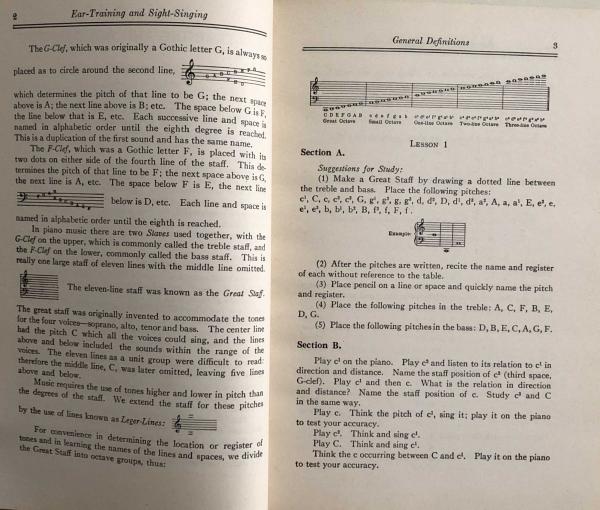 2
Ear-Training and Sight-Singing
The G-Clef, which was originally a Gothic letter G, is always so
placed as to circle around the second line,
which determines the pitch of that line to be G; the next space
above is A; the next line above is B; etc. The space below G is F,
the line below that is E, etc. Each successive line and space is
named in alphabetic order until the eighth degree is reached.
This is a duplication of the first sound and has the same name.
The F-Clef, which was a Gothic letter F, is placed with its
two dots on either side of the fourth line of the staff. This de-
termines the pitch of that line to be F; the next space above is G,
the next line is A, etc. The space below F is E, the next line
below is D, etc. Each line and space is
named in alphabetic order until the eighth is reached.
In piano music there are two Staves used together, with the
G-Clef on the upper, which is commonly called the treble staff, and
the F-Clef on the lower, commonly called the bass staff. This is
really one large staff of eleven lines with the middle line omitted.
The eleven-line staff was known as the Great Staff.
The great staff was originally invented to accommodate the tones
for the four voices—soprano, alto, tenor and bass. The center line
had the pitch C which all the voices could sing, and the lines
above and below included the sounds within the range of the
voices. The eleven lines as a unit group were difficult to read:
therefore the middle line, C, was later omitted, leaving five lines
above and below.
Music requires the use of tones higher and lower in pitch than
the degrees of the staff. We extend the staff for these pitches
by the use of lines known as Leger-Lines:
For convenience in determining the location or register of
tones and in learning the names of the lines and spaces, we divide
the Great Staff into octave groups, thus:
General Definitions
3
C D E F G A B c d e f g a b
Great Octave Small Octave One-line Octave Two-line Octave Three-line Octave
Lesson 1
Section A.
Suggestions for Study:
(1) Make a Great Staff by drawing a dotted line between
the treble and bass. Place the following pitches:
Example:
(2) After the pitches are written, recite the name and register
of each without reference to the table.
(3) Place pencil on a line or space and quickly name the pitch
and register.
(4) Place the following pitches in the treble: A, C, F, B, E,
D, G.
(5) Place the following pitches in the bass: D, B, E, C, A, G, F.
Section B.
Play c¹ on the piano. Play c² and listen to its relation to c¹ in
direction and distance. Name the staff position of c² (third space,
G-clef). Play c¹ and then c. What is the relation in direction
and distance? Name the staff position of c. Study c² and C
in the same way.
Play c. Think the pitch of c¹, sing it; play it on the piano
to test your accuracy.
Play c². Think and sing c¹.
Play C. Think and sing c¹.
Think the c occurring between C and c¹. Play it on the piano
to test your accuracy.